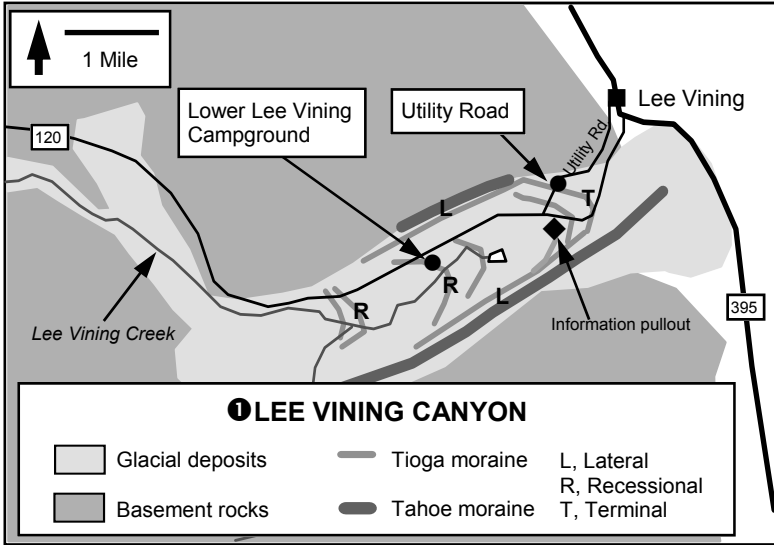 1 Mile
Lee Vining
Lower Lee Vining
Campground
Utility Road
120
Utility Rd
L
T
R
R
L
Lee Vining Creek
Information pullout
395
❶LEE VINING CANYON
Glacial deposits
Tioga moraine
L, Lateral
R, Recessional
Basement rocks
Tahoe moraine
T, Terminal